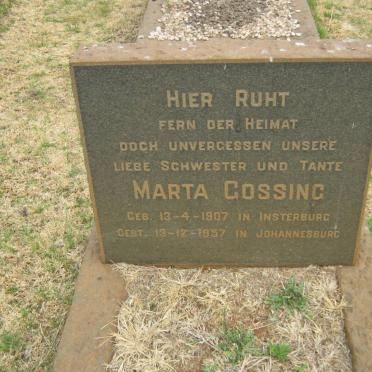 HIER RUHT
FERN DER HEIMAT
DOCH UNVERGESSEN UNSERE
LIEBE SCHWESTER UND TANTE
MARTA GOSSING
GEB. 13-4-1907 IN INSTERBURG
GEST. 13-12-1957 IN JOHANNESBURG